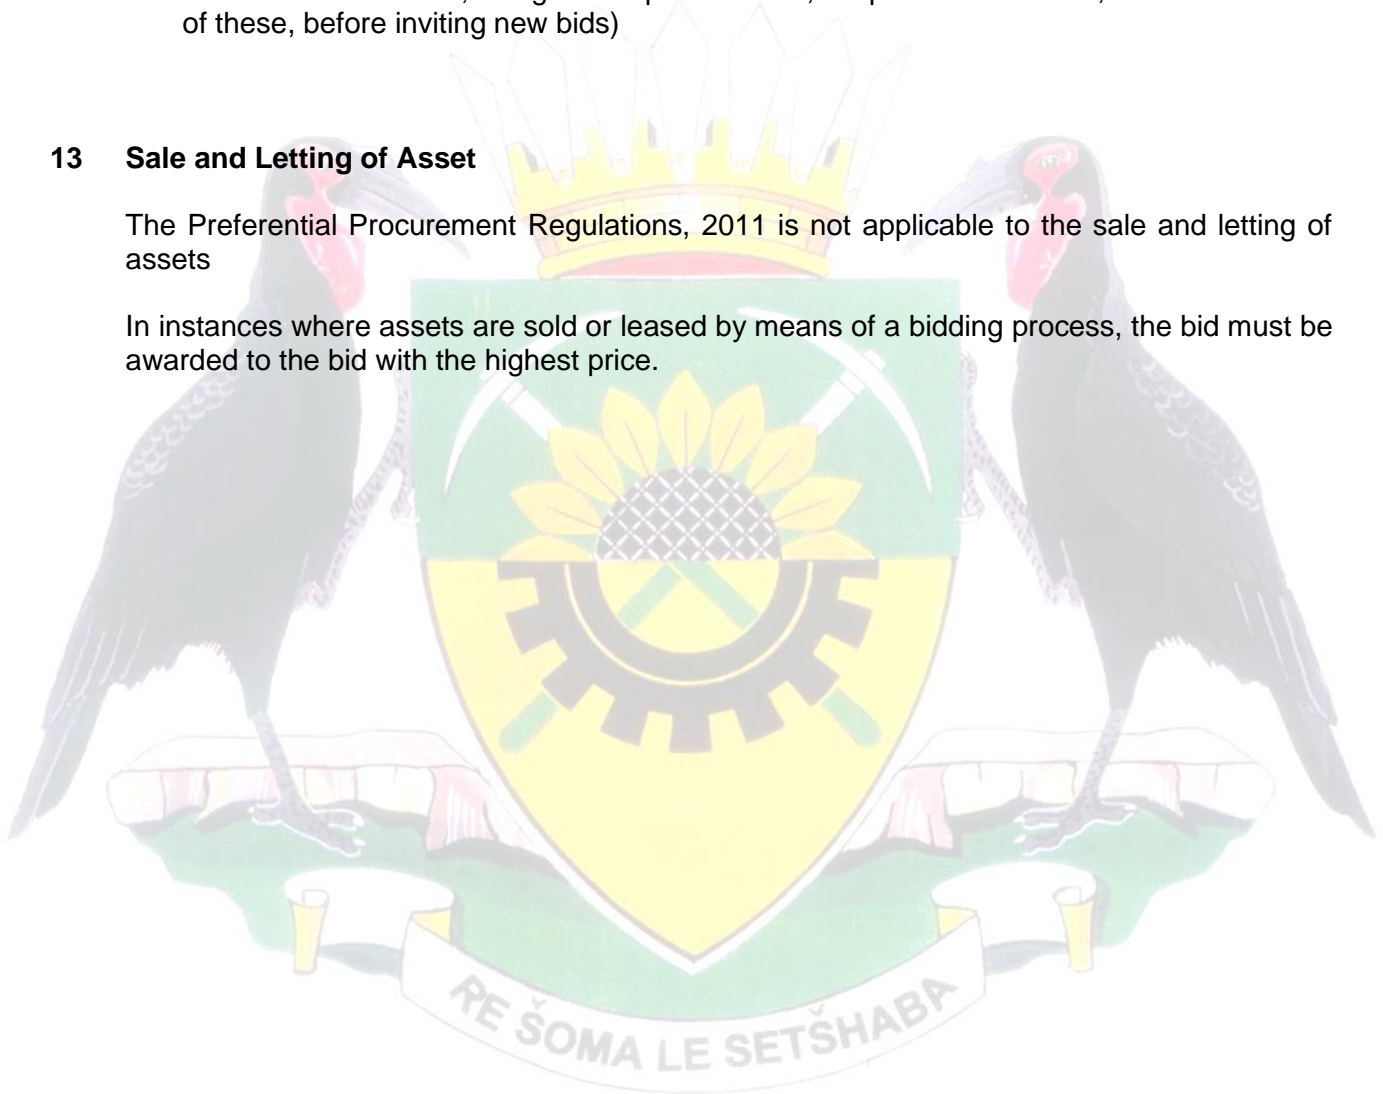 of these, before inviting new bids)
13 Sale and Letting of Asset
The Preferential Procurement Regulations, 2011 is not applicable to the sale and letting of
assets
In instances where assets are sold or leased by means of a bidding process, the bid must be
awarded to the bid with the highest price.
RE ŠOMA LE SETŠHABA